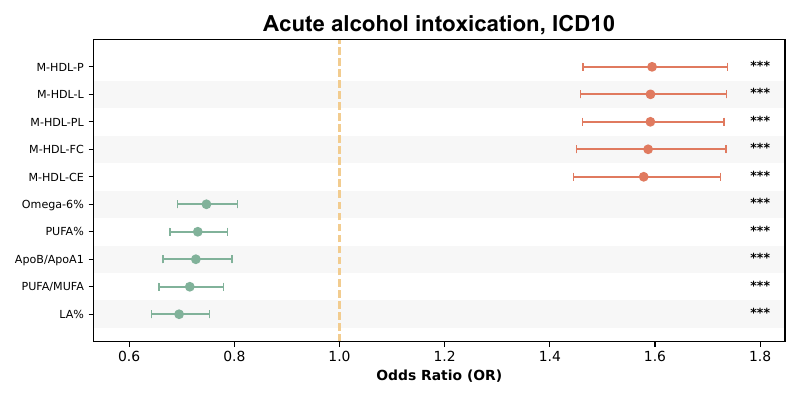 Acute alcohol intoxication, ICD10
M-HDL-P ***
M-HDL-L ***
M-HDL-PL ***
M-HDL-FC ***
M-HDL-CE ***
Omega-6% ***
PUFA% ***
ApoB/ApoA1 ***
PUFA/MUFA ***
LA% ***
0.6 0.8 1.0 1.2 1.4 1.6 1.8
Odds Ratio (OR)